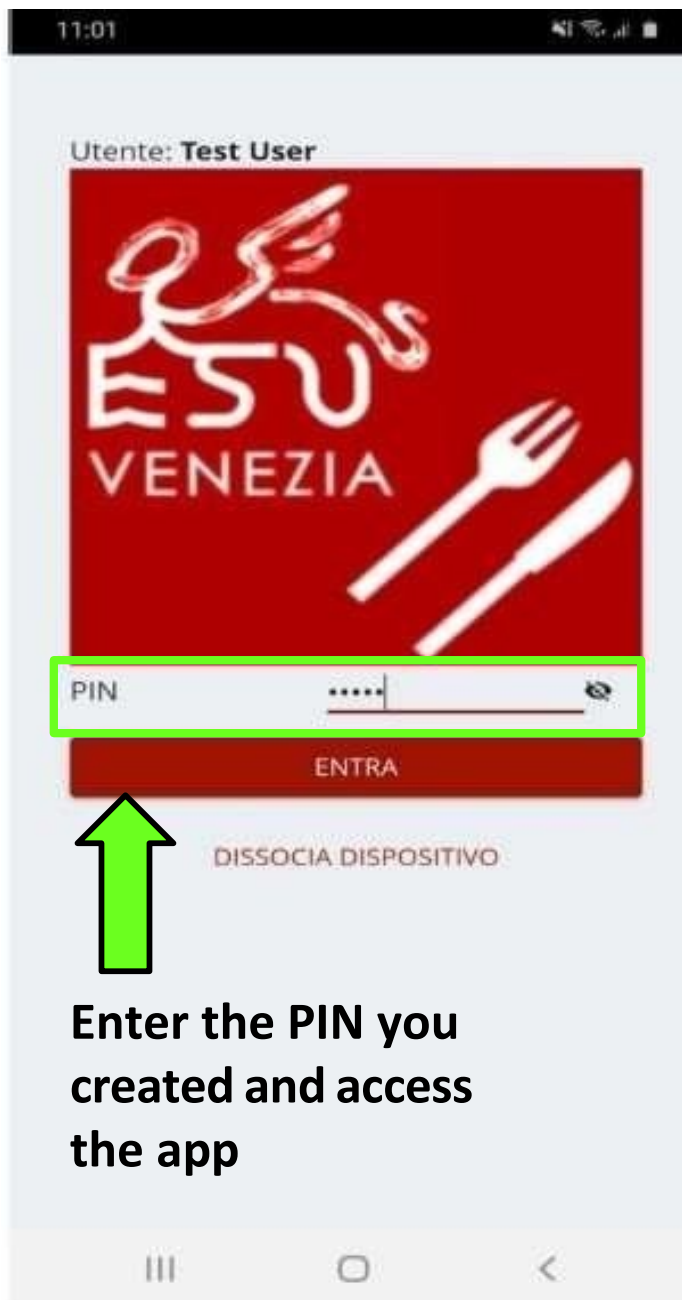 11:01
Utente: Test User
ESU
VENEZIA
PIN •••••
ENTRA
DISSOCIA DISPOSITIVO
Enter the PIN you
created and access
the app